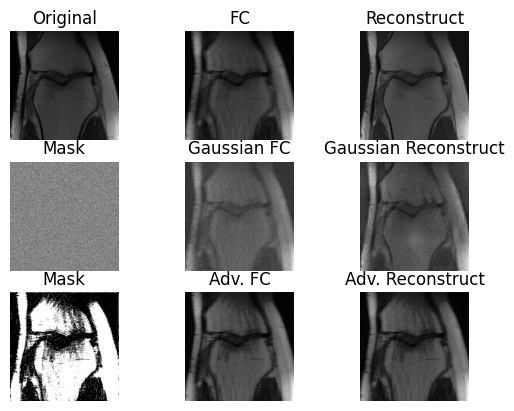 Original FC Reconstruct
Mask Gaussian FC Gaussian Reconstruct
Mask Adv. FC Adv. Reconstruct